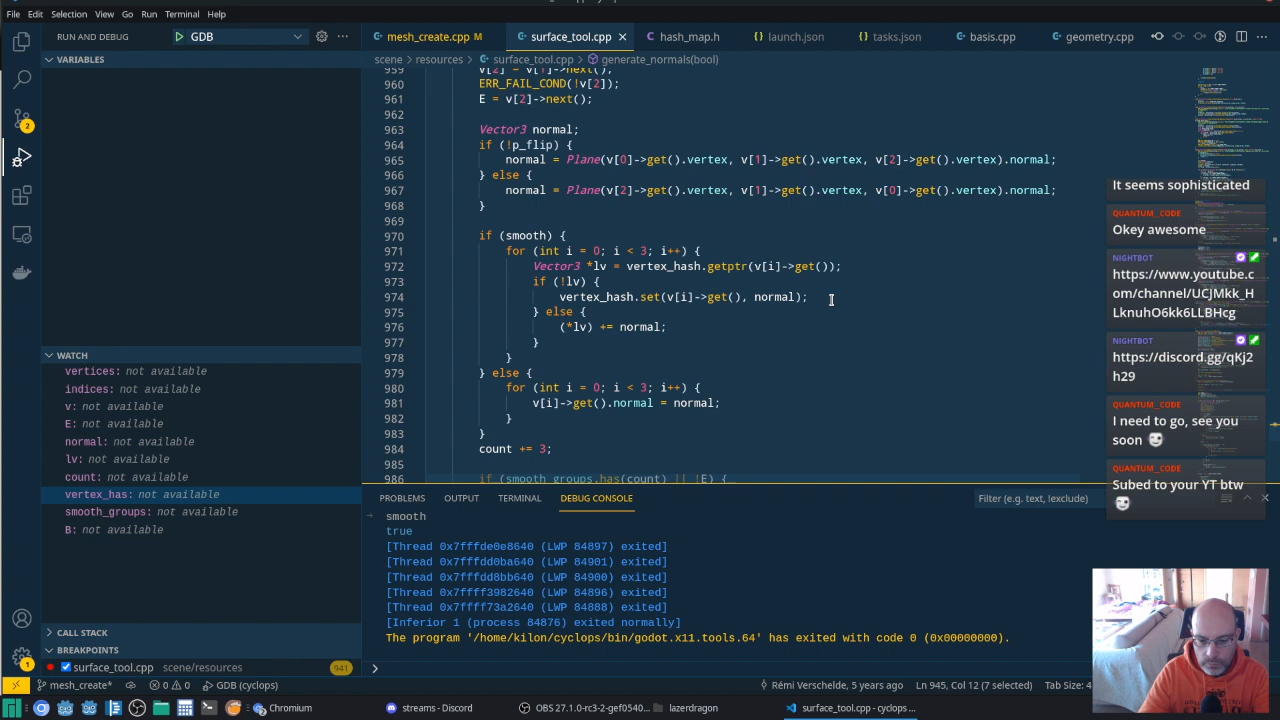 File Edit Selection View Go Run Terminal Help
RUN AND DEBUG GDB
mesh_create.cpp M surface_tool.cpp hash_map.h launch.json tasks.json basis.cpp geometry.cpp
VARIABLES
scene > resources > surface_tool.cpp > generate_normals(bool)
959 v[2] = v[1]->next();
960 ERR_FAIL_COND(!v[2]);
961 E = v[2]->next();
962
963 Vector3 normal;
964 if (!p_flip) {
965 normal = Plane(v[0]->get().vertex, v[1]->get().vertex, v[2]->get().vertex).normal;
966 } else {
967 normal = Plane(v[2]->get().vertex, v[1]->get().vertex, v[0]->get().vertex).normal;
968 }
969
970 if (smooth) {
971 for (int i = 0; i < 3; i++) {
972 Vector3 *lv = vertex_hash.getptr(v[i]->get());
973 if (!lv) {
974 vertex_hash.set(v[i]->get(), normal);
975 } else {
976 (*lv) += normal;
977 }
978 }
979 } else {
980 for (int i = 0; i < 3; i++) {
981 v[i]->get().normal = normal;
982 }
983 }
984 count += 3;
985
986 if (smooth_groups.has(count) || !E) {…
WATCH
vertices: not available
indices: not available
v: not available
E: not available
normal: not available
lv: not available
count: not available
vertex_has: not available
smooth_groups: not available
B: not available
CALL STACK
BREAKPOINTS
surface_tool.cpp scene/resources 941
It seems sophisticated
QUANTUM_CODE
Okey awesome
NIGHTBOT
https://www.youtube.c
om/channel/UCJMkk_H
LknuhO6kk6LLBHcg
NIGHTBOT
https://discord.gg/qKj2
h29
QUANTUM_CODE
I need to go, see you
soon
QUANTUM_CODE
Subed to your YT btw
PROBLEMS OUTPUT TERMINAL DEBUG CONSOLE Filter (e.g. text, !exclude)
smooth
true
[Thread 0x7fffde0e8640 (LWP 84897) exited]
[Thread 0x7fffdd0ba640 (LWP 84901) exited]
[Thread 0x7fffdd8bb640 (LWP 84900) exited]
[Thread 0x7ffff3982640 (LWP 84896) exited]
[Thread 0x7ffff73a2640 (LWP 84888) exited]
[Inferior 1 (process 84876) exited normally]
The program '/home/kilon/cyclops/bin/godot.x11.tools.64' has exited with code 0 (0x00000000).
mesh_create* 0 0 GDB (cyclops) Rémi Verschelde, 5 years ago Ln 945, Col 12 (7 selected) Tab Size: 4
Chromium streams - Discord OBS 27.1.0-rc3-2-gef0540... lazerdragon surface_tool.cpp — cyclops ...